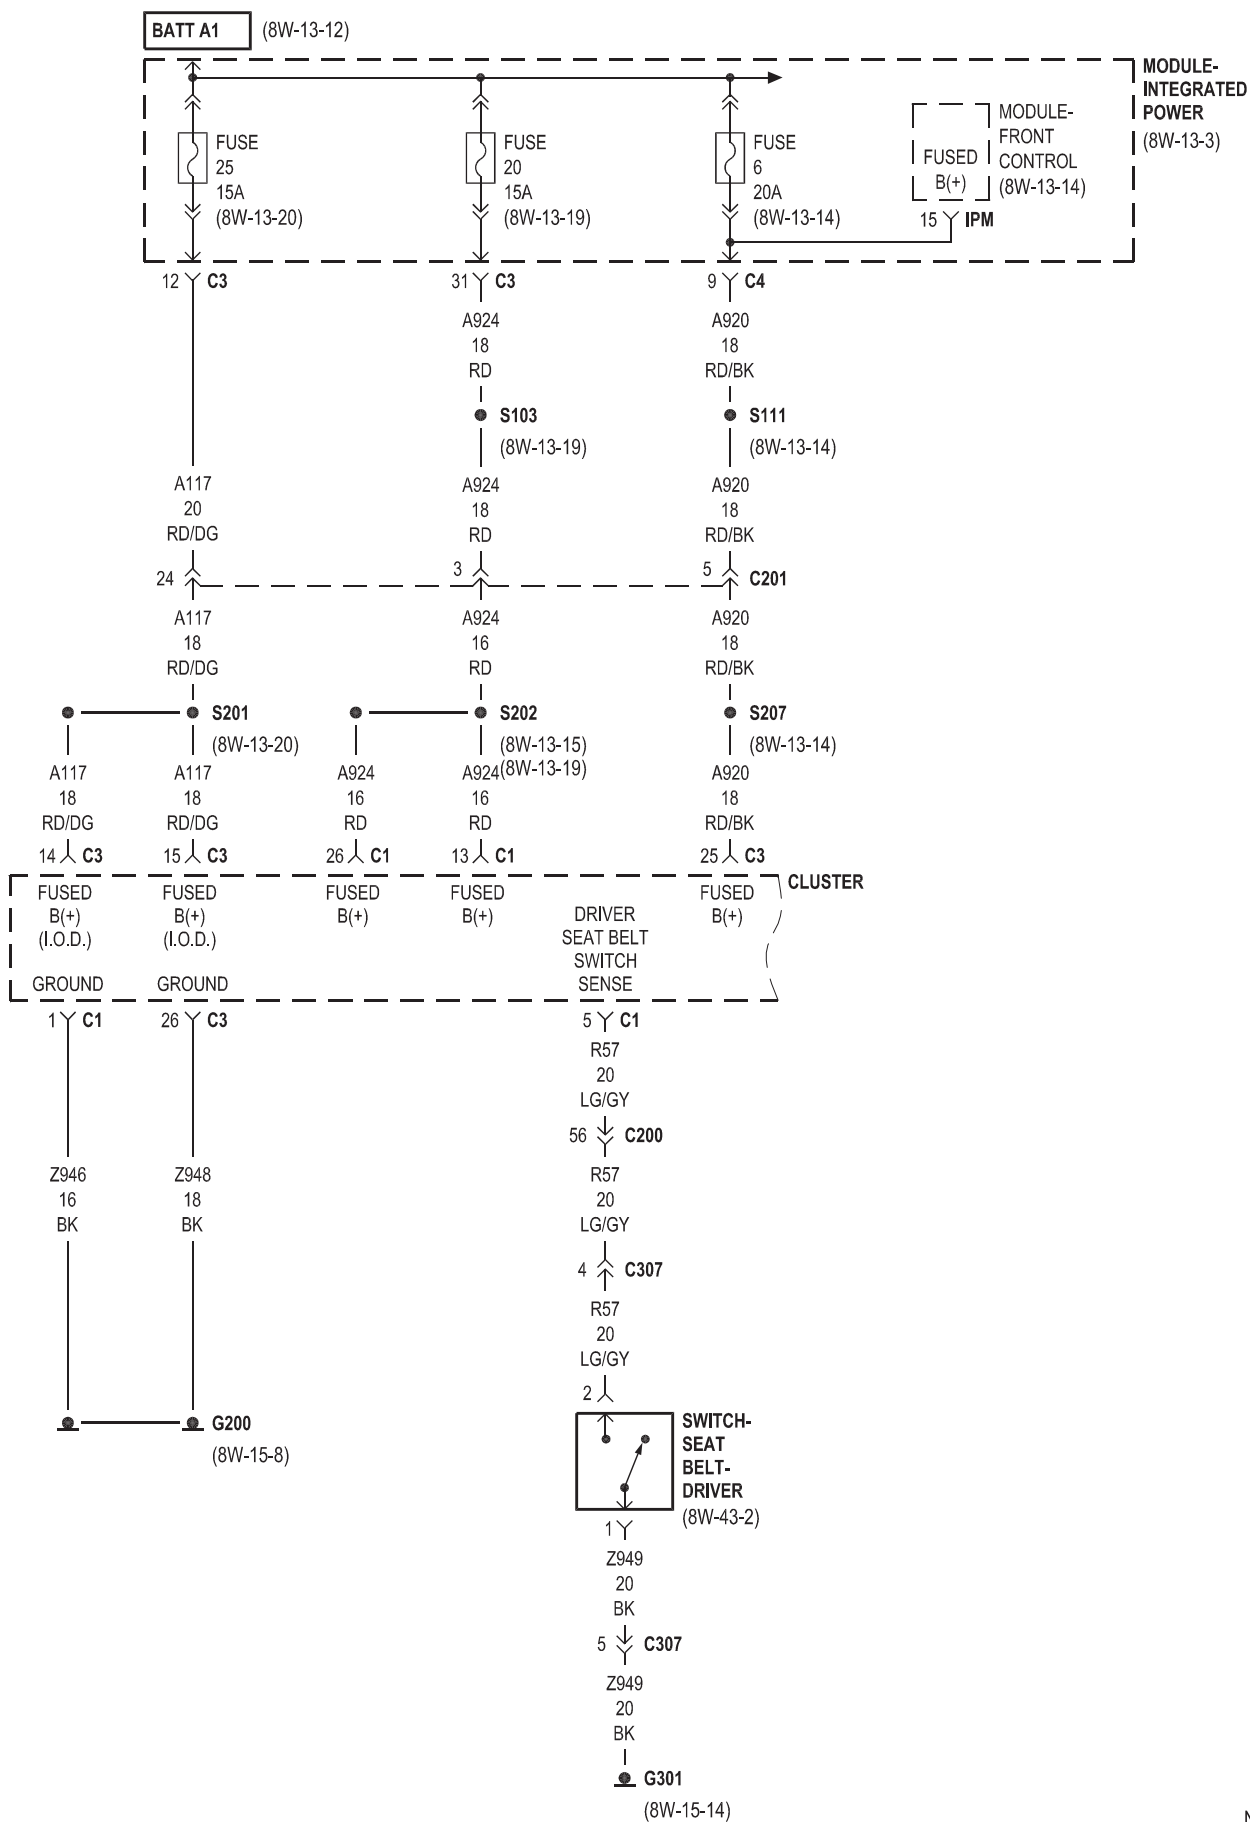 BATT A1 (8W-13-12)
MODULE-
INTEGRATED
POWER
(8W-13-3)
FUSE
25
15A
(8W-13-20)
FUSE
20
15A
(8W-13-19)
FUSE
6
20A
(8W-13-14)
FUSED
B(+)
MODULE-
FRONT
CONTROL
(8W-13-14)
15 IPM
12 C3
31 C3
9 C4
A924
18
RD
A920
18
RD/BK
S103
(8W-13-19)
S111
(8W-13-14)
A117
20
RD/DG
A924
18
RD
A920
18
RD/BK
24
3
5
C201
A117
18
RD/DG
A924
16
RD
A920
18
RD/BK
S201
(8W-13-20)
S202
(8W-13-15)
(8W-13-19)
S207
(8W-13-14)
A117
18
RD/DG
A117
18
RD/DG
A924
16
RD
A924
16
RD
A920
18
RD/BK
14 C3
15 C3
26 C1
13 C1
25 C3
CLUSTER
FUSED
B(+)
(I.O.D.)
FUSED
B(+)
(I.O.D.)
FUSED
B(+)
FUSED
B(+)
FUSED
B(+)
DRIVER
SEAT BELT
SWITCH
SENSE
GROUND
GROUND
1 C1
26 C3
5 C1
R57
20
LG/GY
56 C200
R57
20
LG/GY
Z946
16
BK
Z948
18
BK
4 C307
R57
20
LG/GY
2
G200
(8W-15-8)
SWITCH-
SEAT
BELT-
DRIVER
(8W-43-2)
1
Z949
20
BK
5 C307
Z949
20
BK
G301
(8W-15-14)